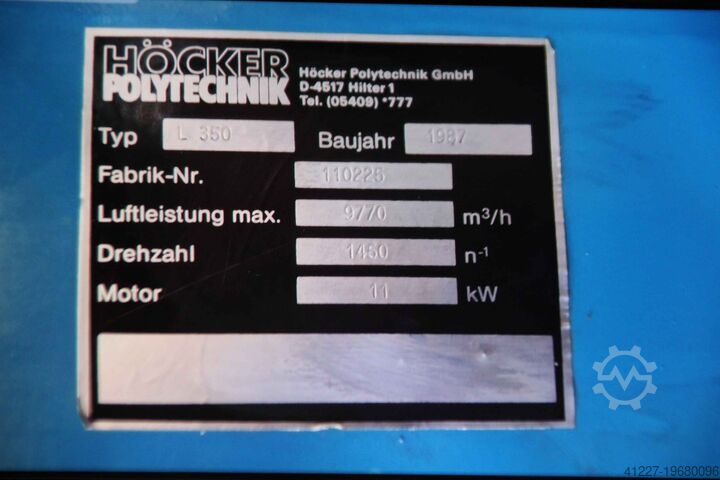 HÖCKER
POLYTECHNIK
Höcker Polytechnik GmbH
D-4517 Hilter 1
Tel. (05409) *777
Typ L 350 Baujahr 1987
Fabrik-Nr. 110225
Luftleistung max. 9770 m³/h
Drehzahl 1450 n⁻¹
Motor 11 kW
41227-19680096